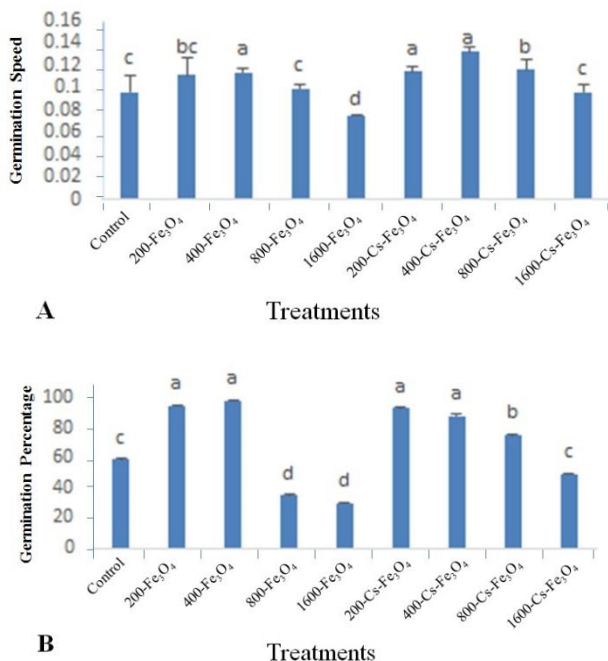 Germination Speed
0.16
0.14
0.12
0.1
0.08
0.06
0.04
0.02
0
c
bc
a
c
d
a
a
b
c
Control
200-Fe₃O₄
400-Fe₃O₄
800-Fe₃O₄
1600-Fe₃O₄
200-Cs-Fe₃O₄
400-Cs-Fe₃O₄
800-Cs-Fe₃O₄
1600-Cs-Fe₃O₄
A
Treatments
Germination Percentage
100
80
60
40
20
0
c
a
a
d
d
a
a
b
c
Control
200-Fe₃O₄
400-Fe₃O₄
800-Fe₃O₄
1600-Fe₃O₄
200-Cs-Fe₃O₄
400-Cs-Fe₃O₄
800-Cs-Fe₃O₄
1600-Cs-Fe₃O₄
B
Treatments